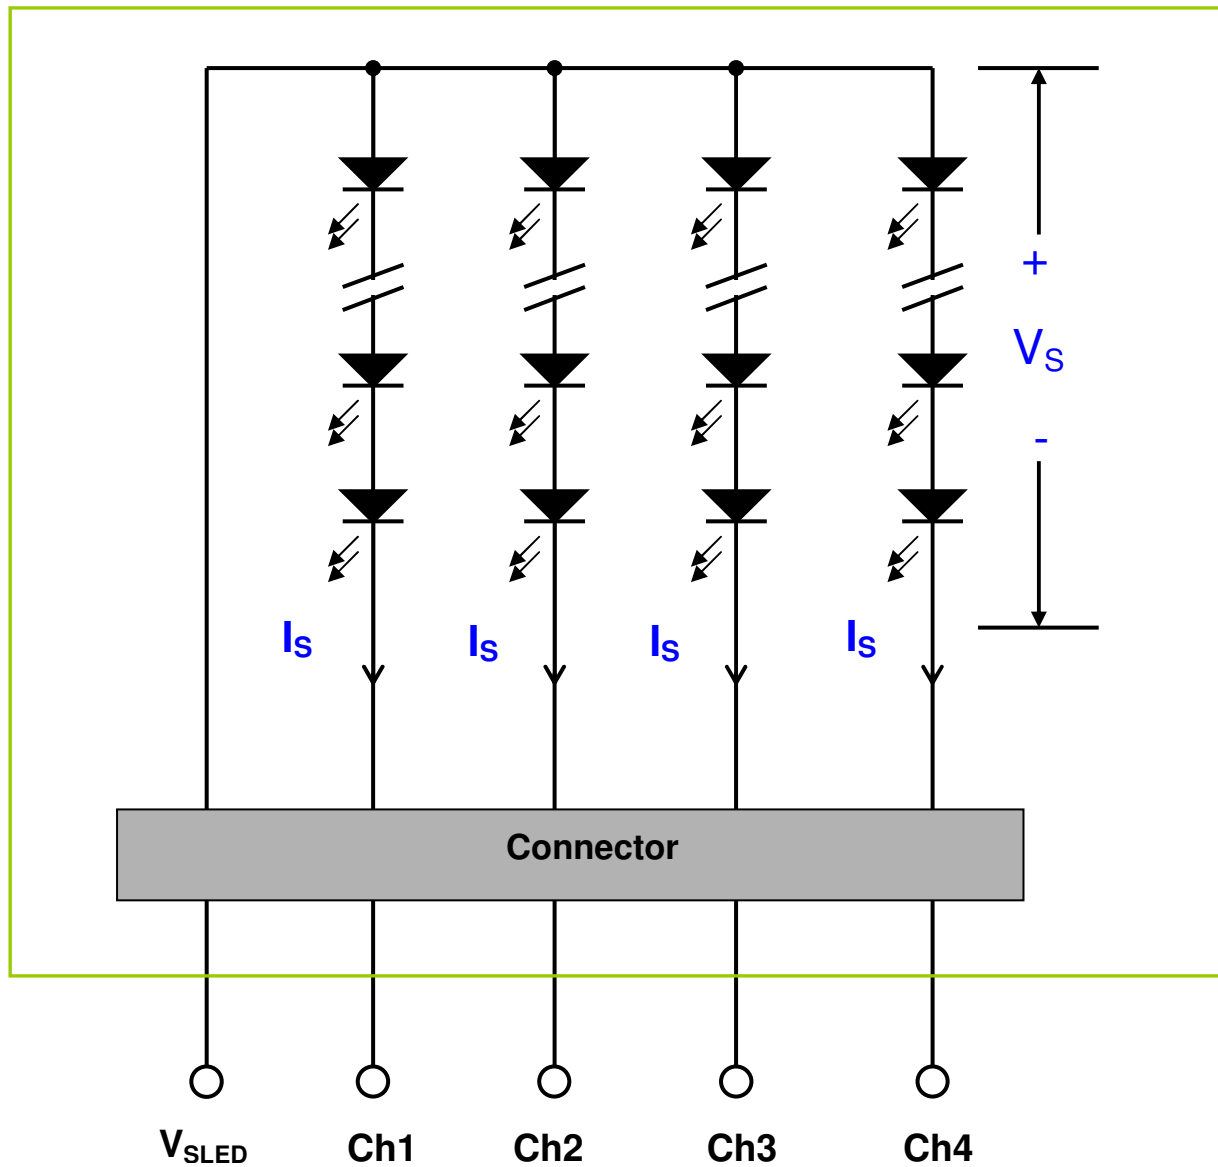 +
VS
-
IS IS IS IS
Connector
VSLED Ch1 Ch2 Ch3 Ch4